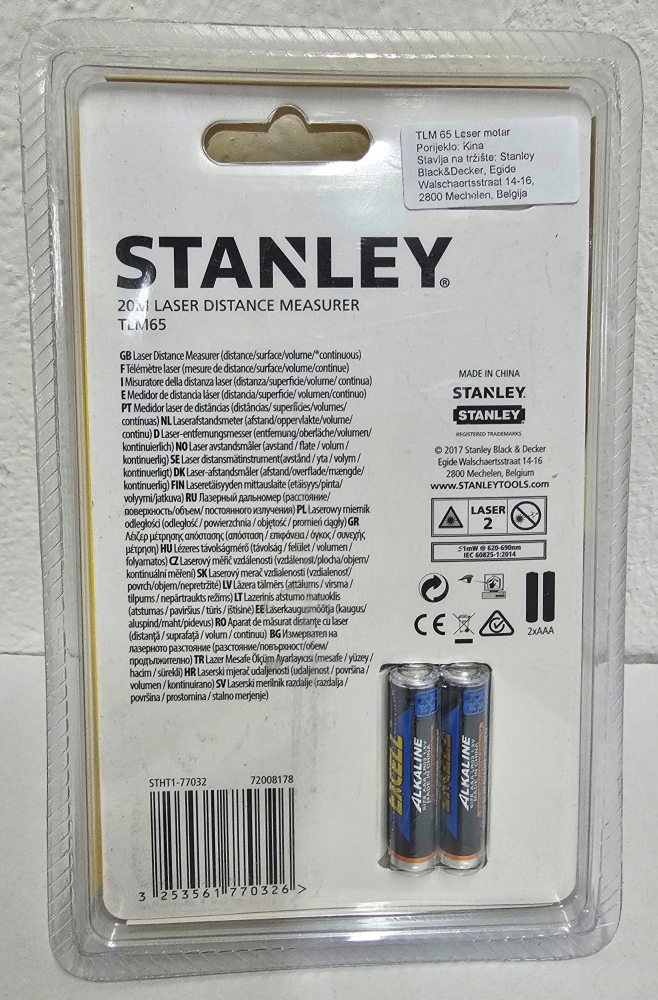 TLM 65 Laser motar
Porijeklo: Kina
Stavlja na tržište: Stanley
Black&Decker, Egide
Walschaertsstraat 14-16,
2800 Mechelen, Belgija
STANLEY®
20M LASER DISTANCE MEASURER
TLM65
GB Laser Distance Measurer (distance/surface/volume/*continuous)
F Télémètre laser (mesure de distance/surface/volume/continue)
I Misuratore della distanza laser (distanza/superficie/volume/ continua)
E Medidor de distancia láser (distancia/superficie/ volumen/continuo)
PT Medidor laser de distâncias (distâncias/ superfícies/volumes/
contínuas) NL Laserafstandsmeter (afstand/oppervlakte/volume/
continu) D Laser-entfernungsmesser (entfernung/oberläche/volumen/
kontinuierlich) NO Laser avstandsmåler (avstand / flate / volum /
kontinuerlig) SE Laser distansmätinstrument(avstånd / yta / volym /
kontinuerligt) DK Laser-afstandsmåler (afstand/overflade/mængde/
kontinuerlig) FIN Laseretäisyyden mittauslaite (etäisyys/pinta/
volyymi/jatkuva) RU Лазерный дальномер (расстояние/
поверхность/объем/ постоянного излучения) PL Laserowy miernik
odległości (odległość / powierzchnia / objętość / promień ciągły) GR
Λέιζερ μέτρησης απόστασης (απόσταση / επιφάνεια / όγκος / συνεχής
μέτρηση) HU Lézeres távolságmérő (távolság / felület / volumen /
folyamatos) CZ Laserový měřič vzdálenosti (vzdálenost/plocha/objem/
kontinuální měření) SK Laserový merač vzdialenosti (vzdialenosť/
povrch/objem/nepretržité) LV Lāzera tālmērs (attālums / virsma /
tilpums / nepārtraukts režīms) LT Lazerinis atstumo matuoklis
(atstumas / paviršius / tūris / ištisinė) EE Laserkaugusmõõtja (kaugus/
aluspind/maht/pidevus) RO Aparat de măsurat distanţe cu laser
(distanţă / suprafaţă / volum / continuu) BG Измервател на
лазерното разстояние (разстояние/повърхност/обем/
продължително) TR Lazer Mesafe Ölçüm Ayarlayıcısı (mesafe / yüzey /
hacim / sürekli) HR Laserski mjerač udaljenosti (udaljenost / površina /
volumen / kontinuirano) SV Laserski merilnik razdalje (razdalja /
površina / prostornina / stalno merjenje)
MADE IN CHINA
STANLEY.
STANLEY
REGISTERED TRADEMARKS
© 2017 Stanley Black & Decker
Egide Walschaertsstraat 14-16
2800 Mechelen, Belgium
www.STANLEYTOOLS.com
LASER
2
≤1mW @ 620-690nm
IEC 60825-1:2014
CE
2xAAA
EXCELL
ALKALINE
MADE IN CHINA
EXCELL
ALKALINE
MADE IN CHINA
STHT1-77032 72008178
3 253561 770326 >